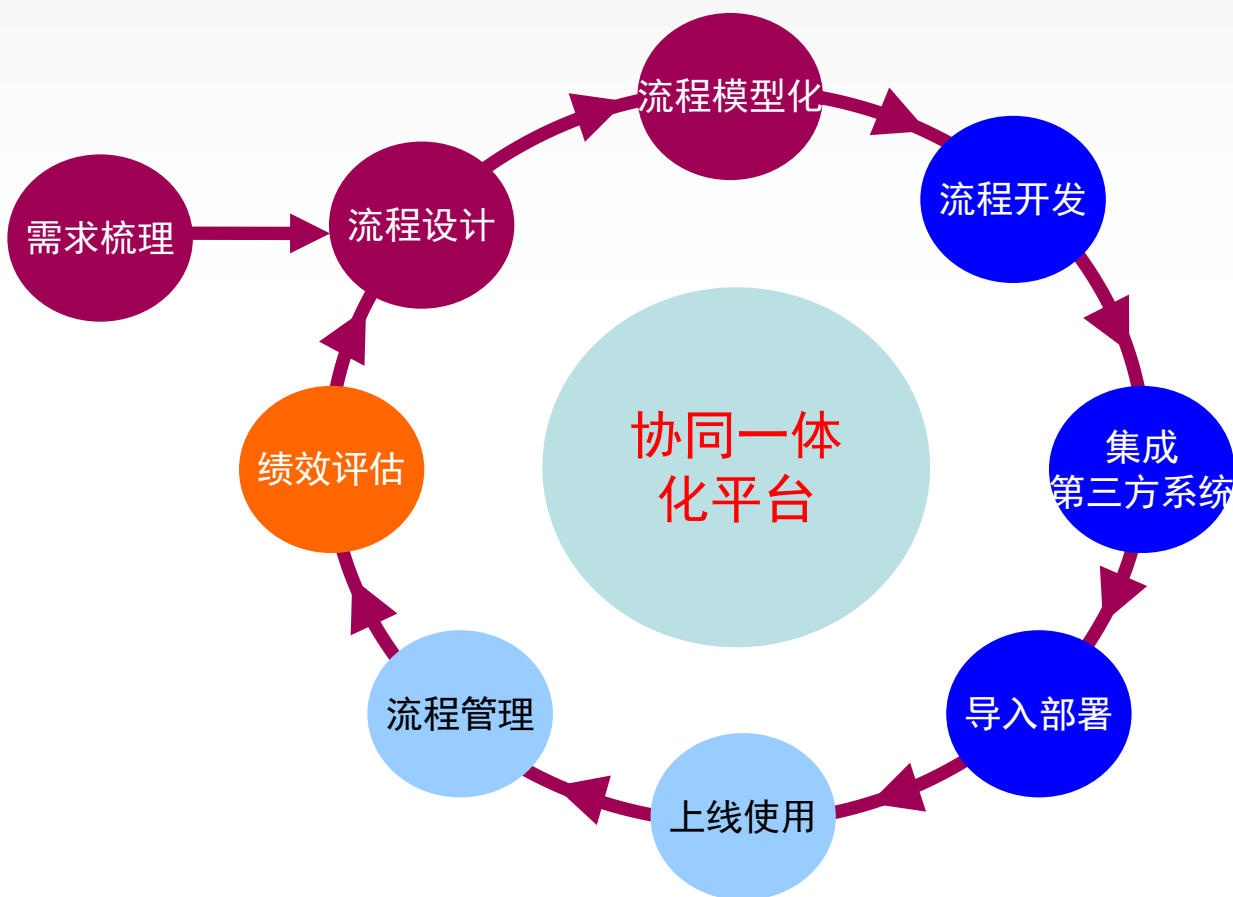 需求梳理
流程设计
流程模型化
流程开发
集成
第三方系统
导入部署
上线使用
流程管理
绩效评估
协同一体
化平台